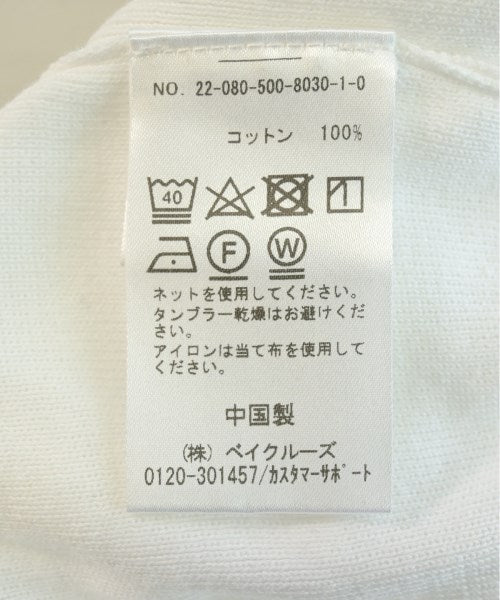 NO. 22-080-500-8030-1-0
コットン 100%
40
F W
ネットを使用してください。
タンブラー乾燥はお避けくだ
さい。
アイロンは当て布を使用して
ください。
中国製
(株) ベイクルーズ
0120-301457/ｶｽﾀﾏｰｻﾎﾟｰﾄ